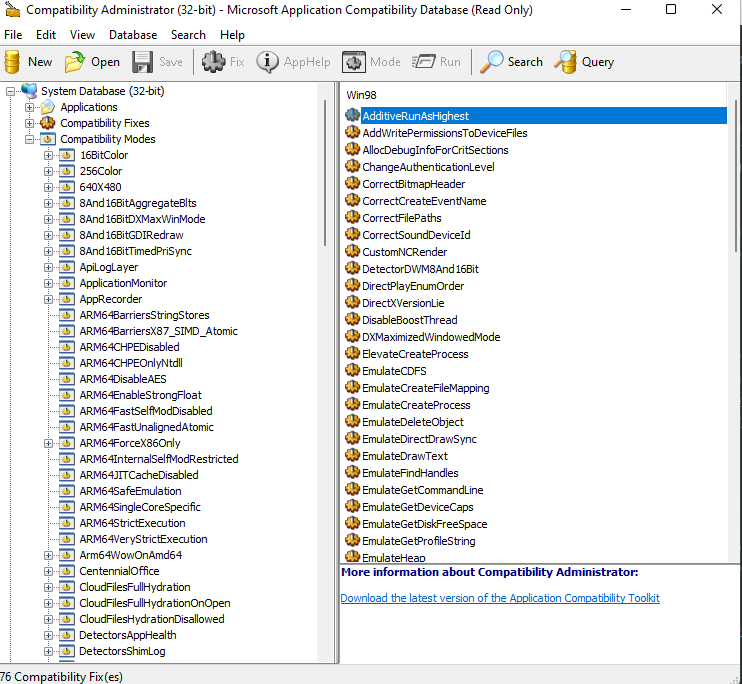 Compatibility Administrator (32-bit) - Microsoft Application Compatibility Database (Read Only)
File Edit View Database Search Help
New Open Save Fix AppHelp Mode Run Search Query
System Database (32-bit)
Applications
Compatibility Fixes
Compatibility Modes
16BitColor
256Color
640X480
8And16BitAggregateBlts
8And16BitDXMaxWinMode
8And16BitGDIRedraw
8And16BitTimedPriSync
ApiLogLayer
ApplicationMonitor
AppRecorder
ARM64BarriersStringStores
ARM64BarriersX87_SIMD_Atomic
ARM64CHPEDisabled
ARM64CHPEOnlyNtdll
ARM64DisableAES
ARM64EnableStrongFloat
ARM64FastSelfModDisabled
ARM64FastUnalignedAtomic
ARM64ForceX86Only
ARM64InternalSelfModRestricted
ARM64JITCacheDisabled
ARM64SafeEmulation
ARM64SingleCoreSpecific
ARM64StrictExecution
ARM64VeryStrictExecution
Arm64WowOnAmd64
CentennialOffice
CloudFilesFullHydration
CloudFilesFullHydrationOnOpen
CloudFilesHydrationDisallowed
DetectorsAppHealth
DetectorsShimLog
Win98
AdditiveRunAsHighest
AddWritePermissionsToDeviceFiles
AllocDebugInfoForCritSections
ChangeAuthenticationLevel
CorrectBitmapHeader
CorrectCreateEventName
CorrectFilePaths
CorrectSoundDeviceId
CustomNCRender
DetectorDWM8And16Bit
DirectPlayEnumOrder
DirectXVersionLie
DisableBoostThread
DXMaximizedWindowedMode
ElevateCreateProcess
EmulateCDFS
EmulateCreateFileMapping
EmulateCreateProcess
EmulateDeleteObject
EmulateDirectDrawSync
EmulateDrawText
EmulateFindHandles
EmulateGetCommandLine
EmulateGetDeviceCaps
EmulateGetDiskFreeSpace
EmulateGetProfileString
EmulateHeap
More information about Compatibility Administrator:
Download the latest version of the Application Compatibility Toolkit
76 Compatibility Fix(es)